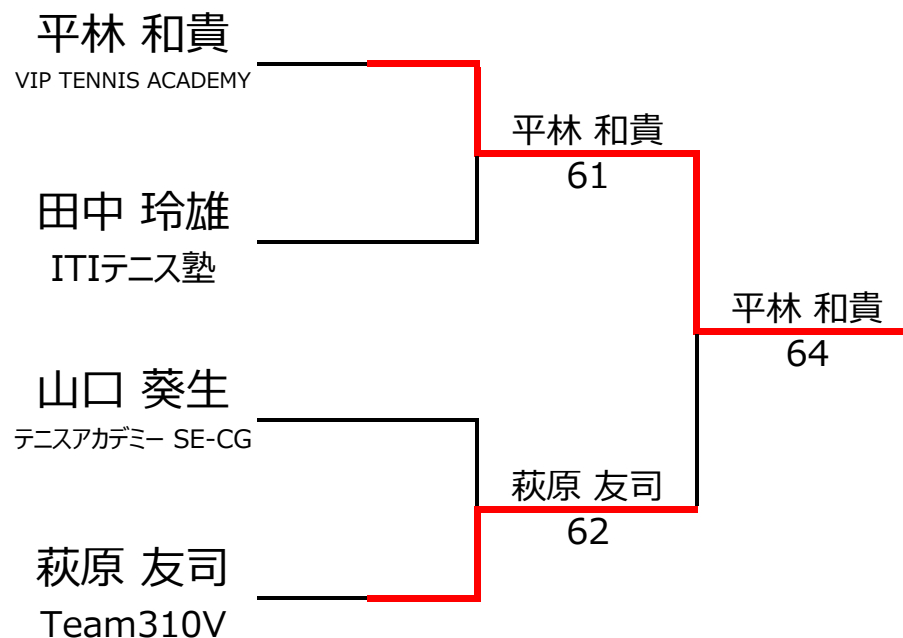 平林 和貴
VIP TENNIS ACADEMY
平林 和貴
61
田中 玲雄
ITIテニス塾
平林 和貴
64
山口 葵生
テニスアカデミー SE-CG
萩原 友司
62
萩原 友司
Team310V